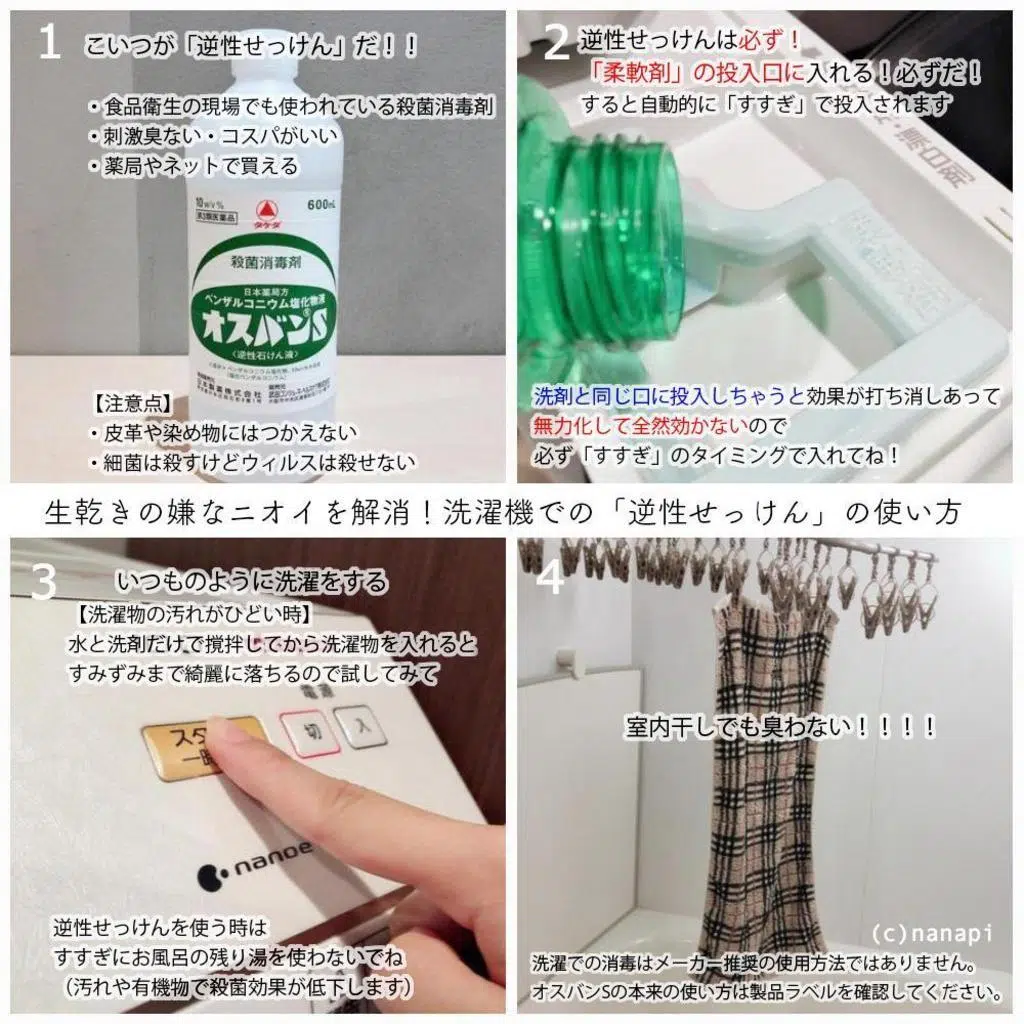 1 こいつが「逆性せっけん」だ！！
・食品衛生の現場でも使われている殺菌消毒剤
・刺激臭ない・コスパがいい
・薬局やネットで買える
10w/v%
第3類医薬品
タケダ
600mL
殺菌消毒剤
日本薬局方
ベンザルコニウム塩化物液
オスバンS
〈逆性石けん液〉
【注意点】
・皮革や染め物にはつかえない
・細菌は殺すけどウィルスは殺せない
2 逆性せっけんは必ず！
「柔軟剤」の投入口に入れる！必ずだ！
すると自動的に「すすぎ」で投入されます
洗剤と同じ口に投入しちゃうと効果が打ち消しあって
無力化して全然効かないので
必ず「すすぎ」のタイミングで入れてね！
生乾きの嫌なニオイを解消！洗濯機での「逆性せっけん」の使い方
3 いつものように洗濯をする
【洗濯物の汚れがひどい時】
水と洗剤だけで撹拌してから洗濯物を入れると
すみずみまで綺麗に落ちるので試してみて
切
入
nanoe
逆性せっけんを使う時は
すすぎにお風呂の残り湯を使わないでね
（汚れや有機物で殺菌効果が低下します）
4
室内干しでも臭わない！！！！
(c)nanapi
洗濯での消毒はメーカー推奨の使用方法ではありません。
オスバンSの本来の使い方は製品ラベルを確認してください。